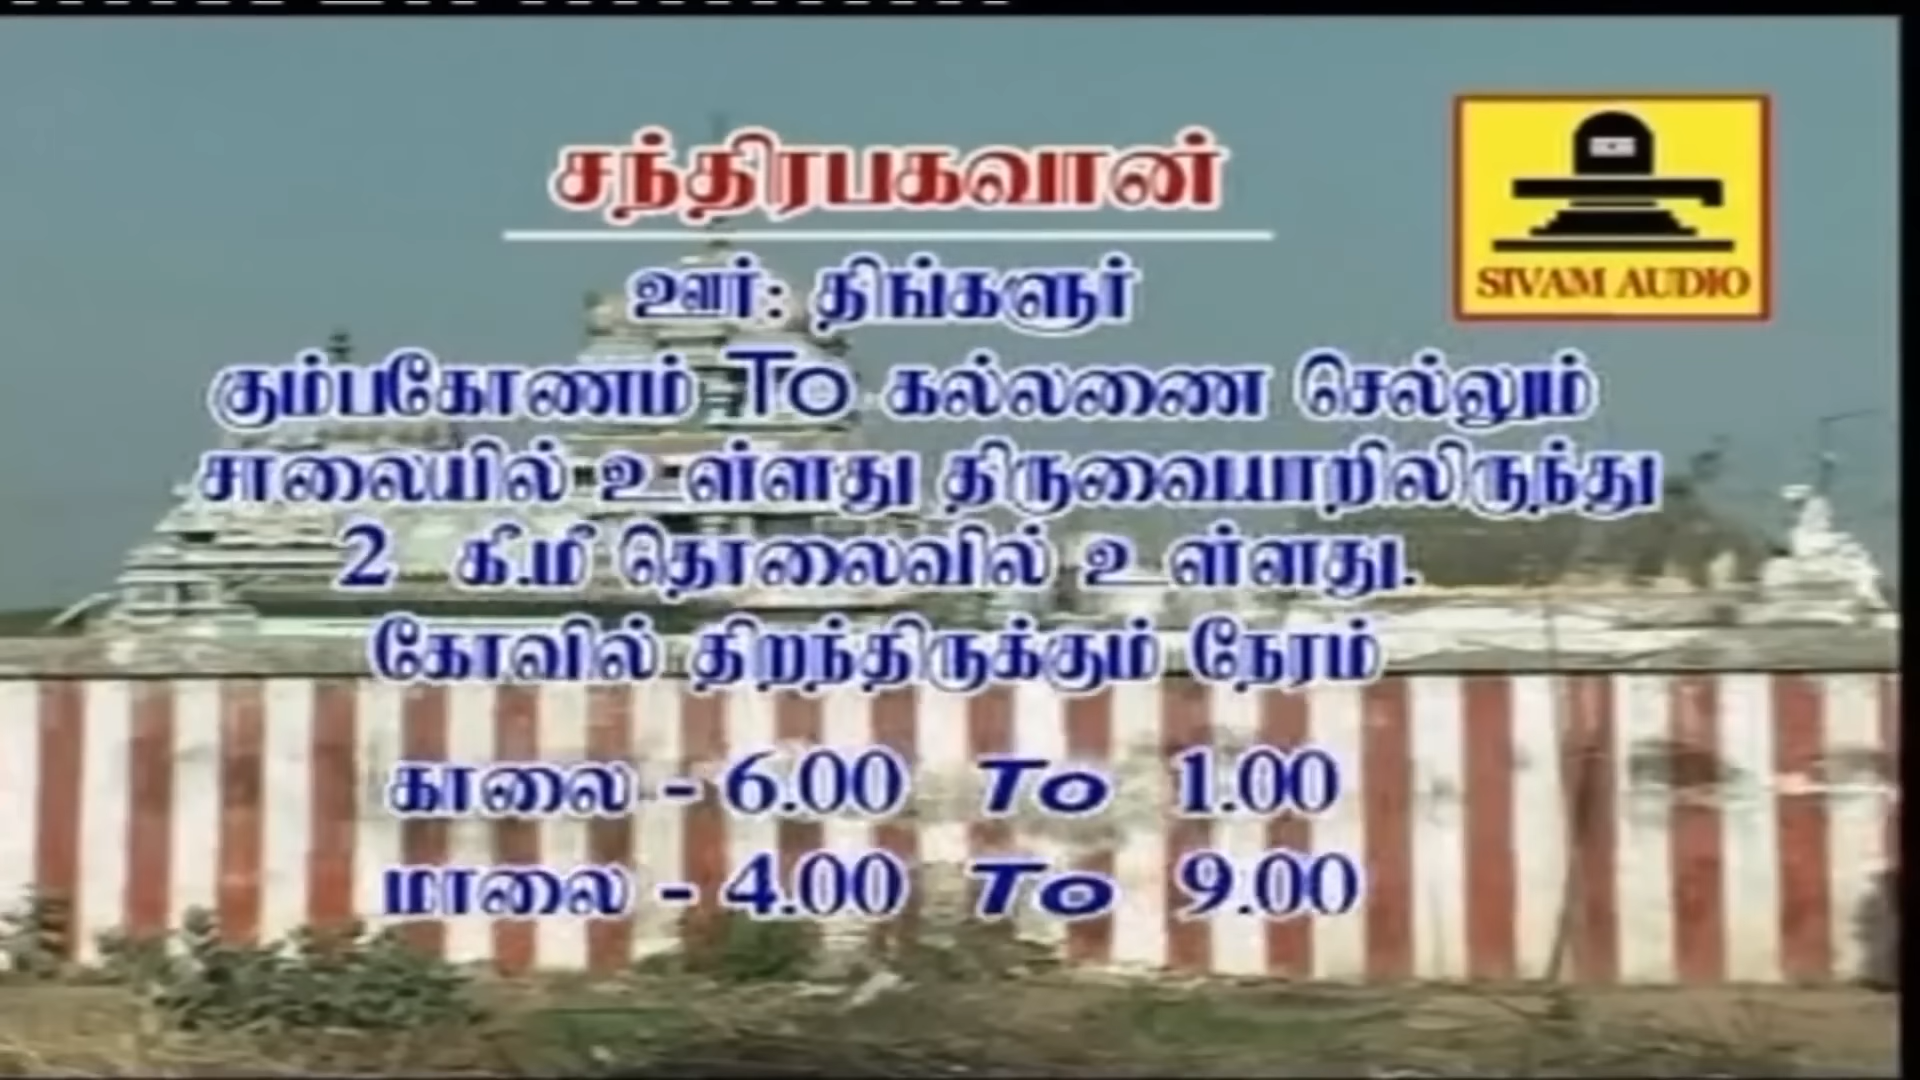 சந்திரபகவான்
SIVAM AUDIO
ஊர்: திங்களுர்
கும்பகோணம் To கல்லணை செல்லும்
சாலையில் உள்ளது திருவையாறிலிருந்து
2 கி.மீ தொலைவில் உள்ளது.
கோவில் திறந்திருக்கும் நேரம்
காலை - 6.00 To 1.00
மாலை - 4.00 To 9.00